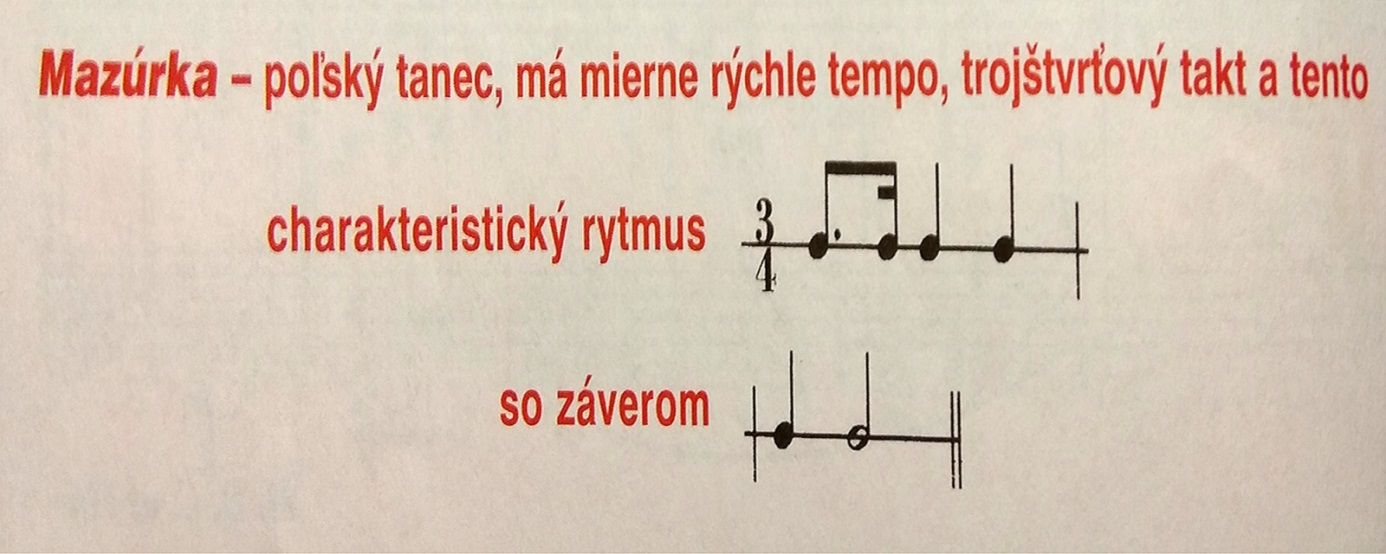 Mazúrka – poľský tanec, má mierne rýchle tempo, trojštvrťový takt a tento
charakteristický rytmus 3/4
so záverom